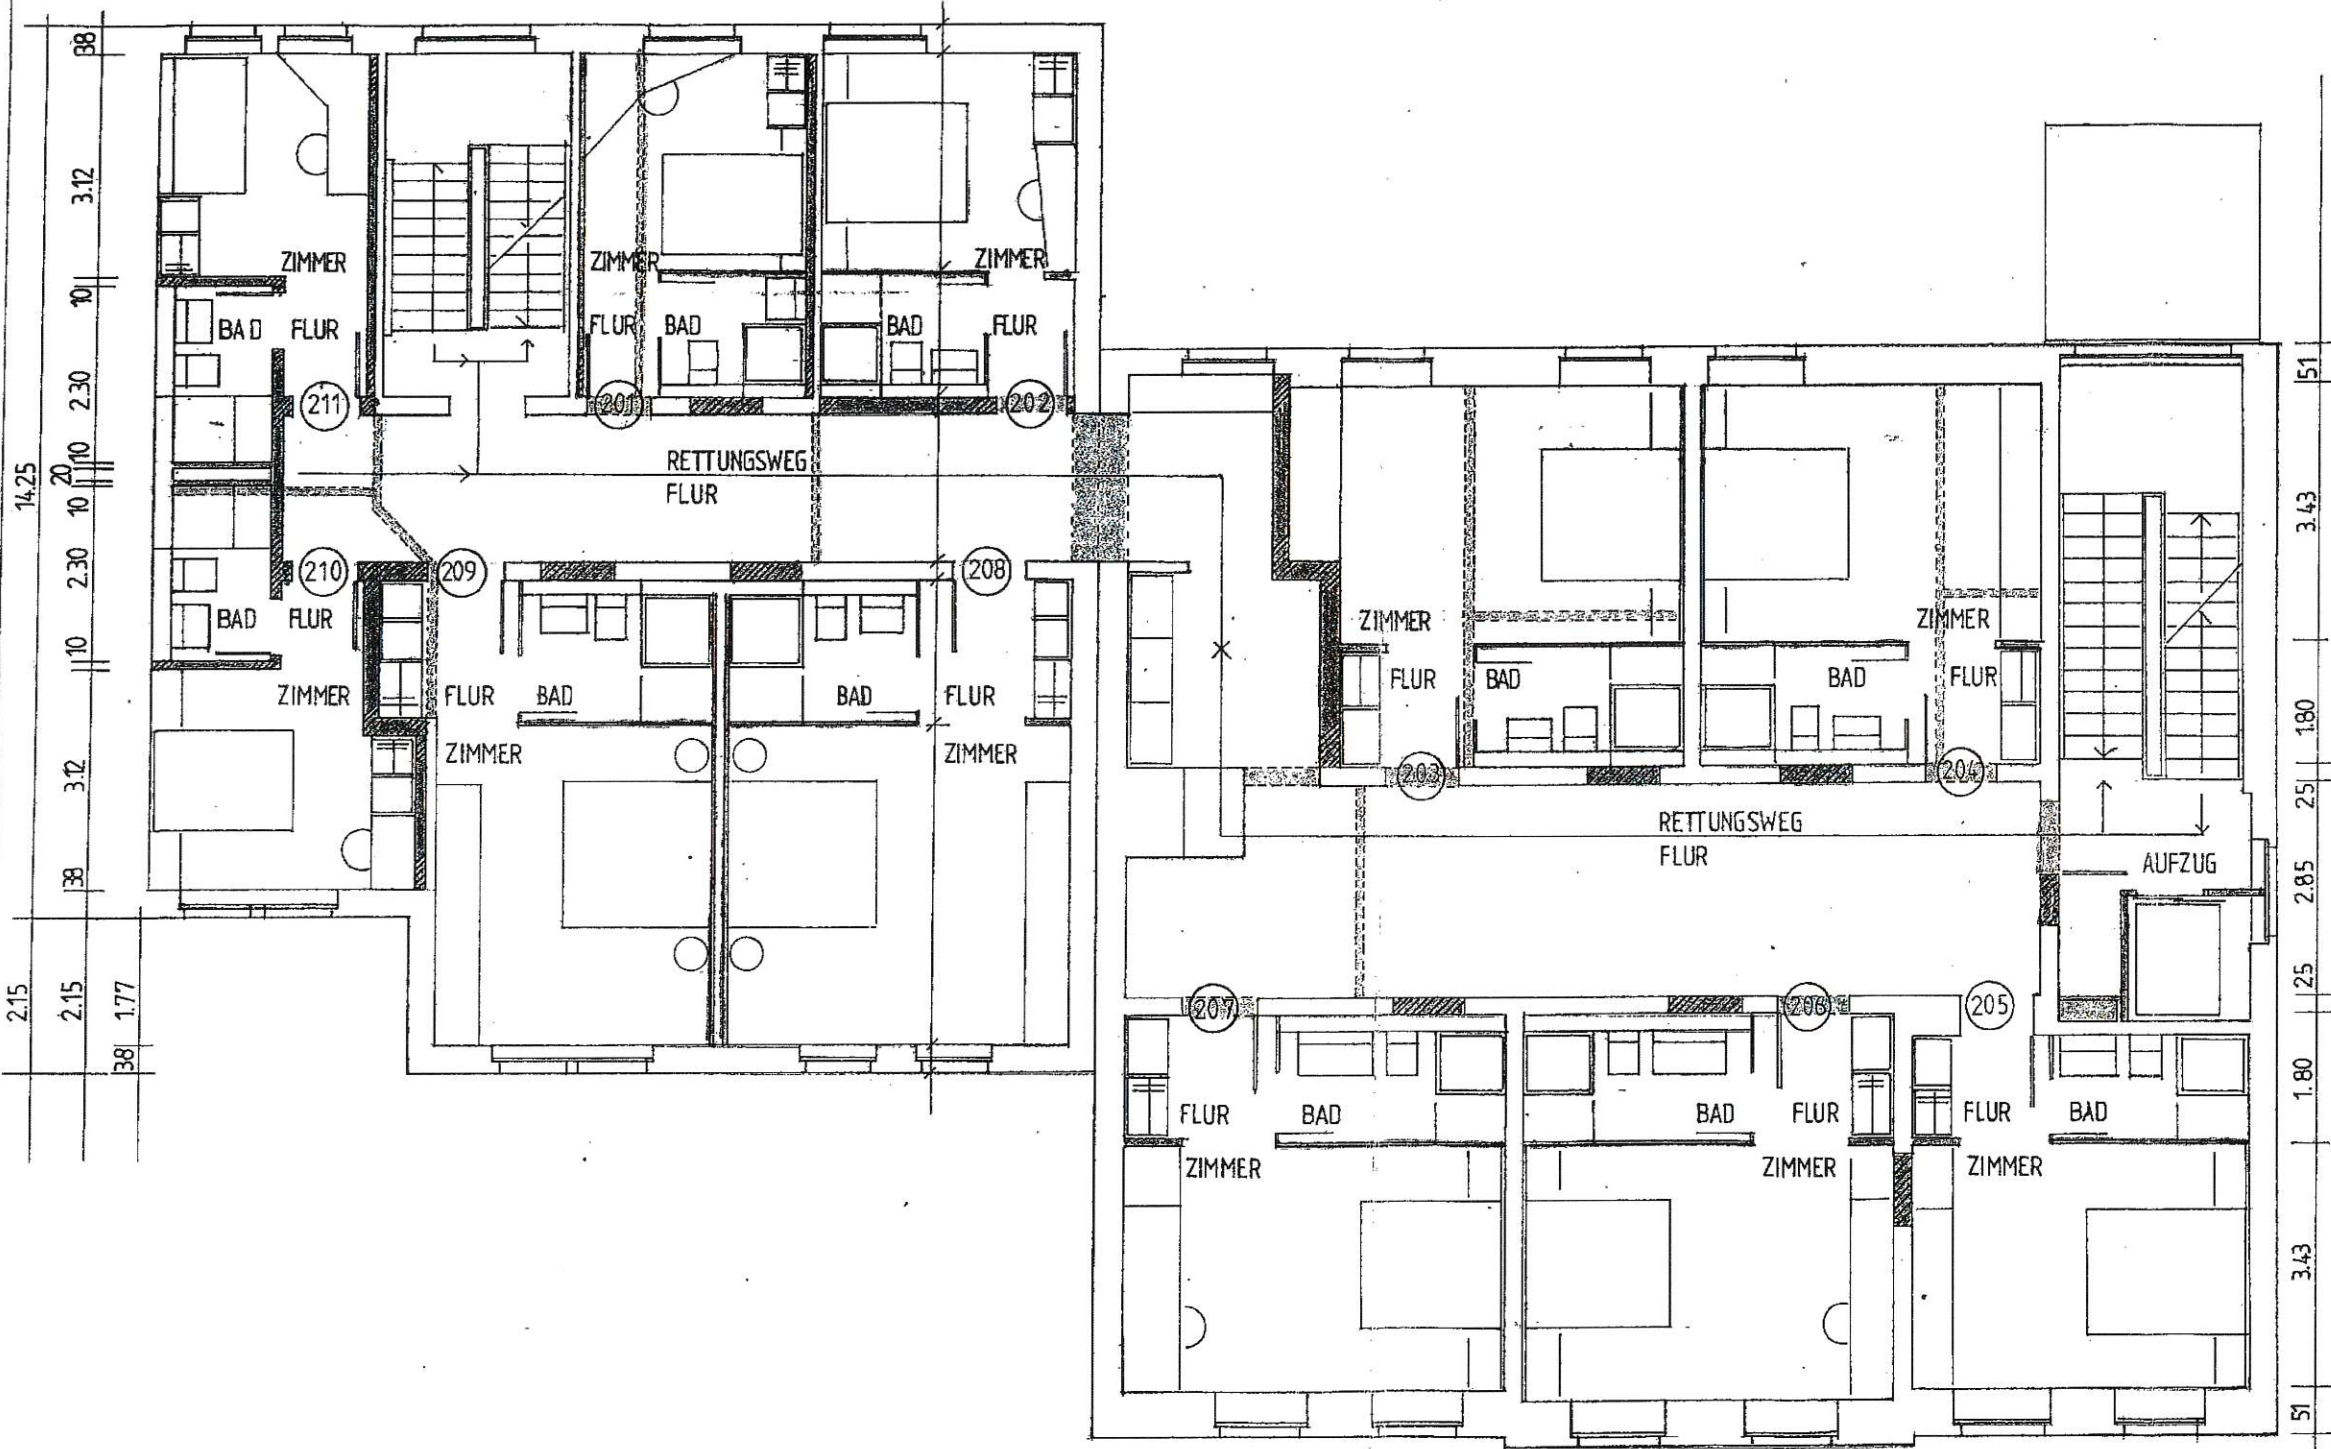 38
3.12
10
2.30
10
20
10
2.30
10
3.12
38
14.25
2.15
2.15
1.77
38
ZIMMER
BAD FLUR
211
ZIMMER
FLUR BAD
201
ZIMMER
BAD FLUR
202
RETTUNGSWEG
FLUR
210
BAD FLUR
ZIMMER
209
FLUR BAD
ZIMMER
208
BAD FLUR
ZIMMER
ZIMMER
FLUR BAD
203
ZIMMER
BAD FLUR
204
RETTUNGSWEG
FLUR
AUFZUG
207
FLUR BAD
ZIMMER
206
BAD FLUR
ZIMMER
205
FLUR BAD
ZIMMER
51
3.43
1.80
25
2.85
25
1.80
3.43
51